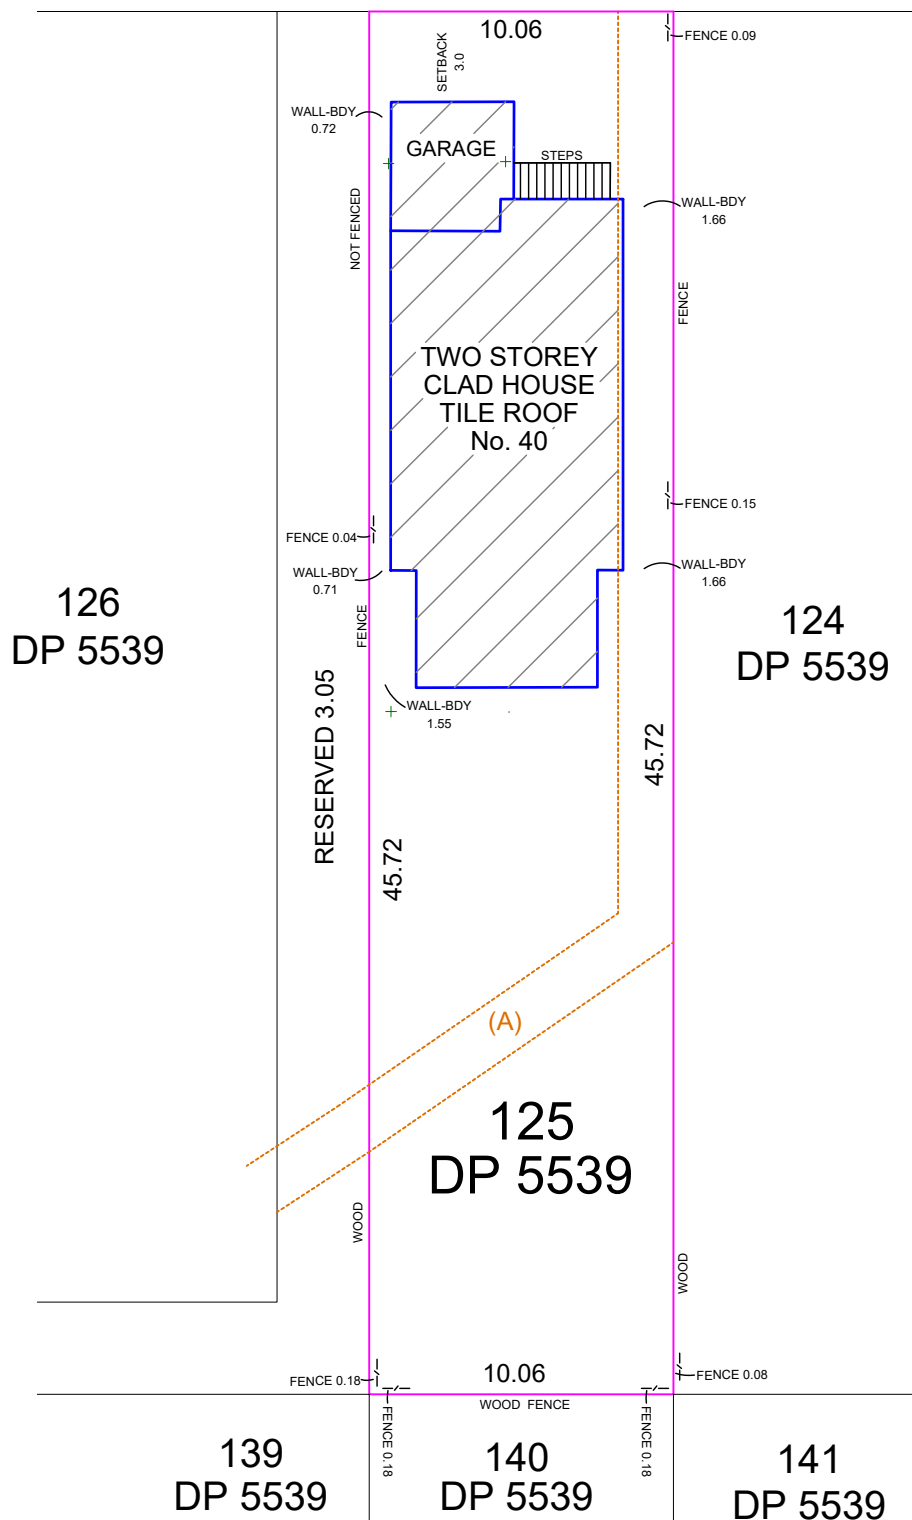 10.06
FENCE 0.09
SETBACK
3.0
WALL-BDY
0.72
GARAGE
STEPS
WALL-BDY
1.66
NOT FENCED
FENCE
TWO STOREY
CLAD HOUSE
TILE ROOF
No. 40
FENCE 0.15
FENCE 0.04
WALL-BDY
0.71
WALL-BDY
1.66
126
DP 5539
FENCE
124
DP 5539
RESERVED 3.05
WALL-BDY
1.55
45.72
45.72
(A)
125
DP 5539
WOOD
WOOD
FENCE 0.18
10.06
FENCE 0.08
WOOD FENCE
FENCE 0.18
FENCE 0.18
139
DP 5539
140
DP 5539
141
DP 5539